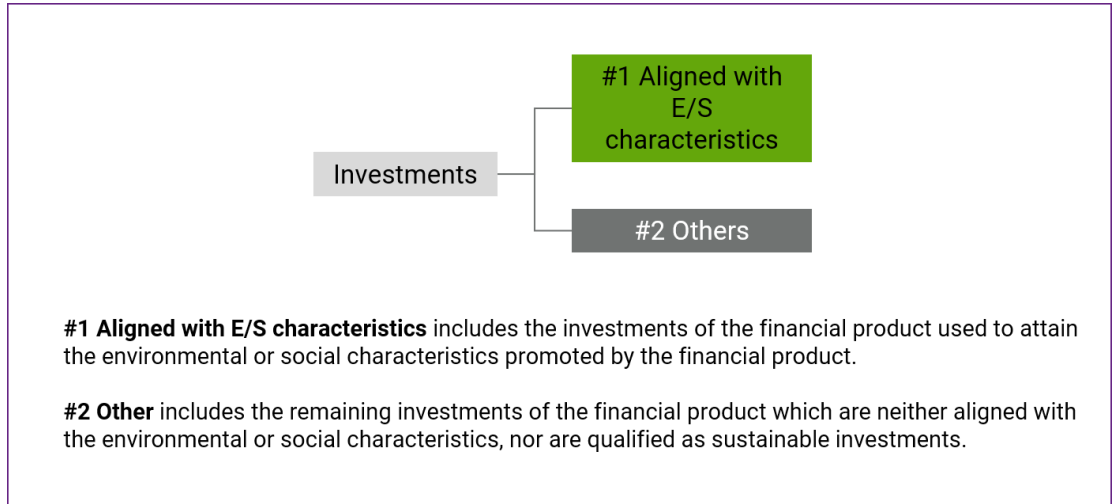 #1 Aligned with
E/S
characteristics
Investments
#2 Others
#1 Aligned with E/S characteristics includes the investments of the financial product used to attain
the environmental or social characteristics promoted by the financial product.
#2 Other includes the remaining investments of the financial product which are neither aligned with
the environmental or social characteristics, nor are qualified as sustainable investments.